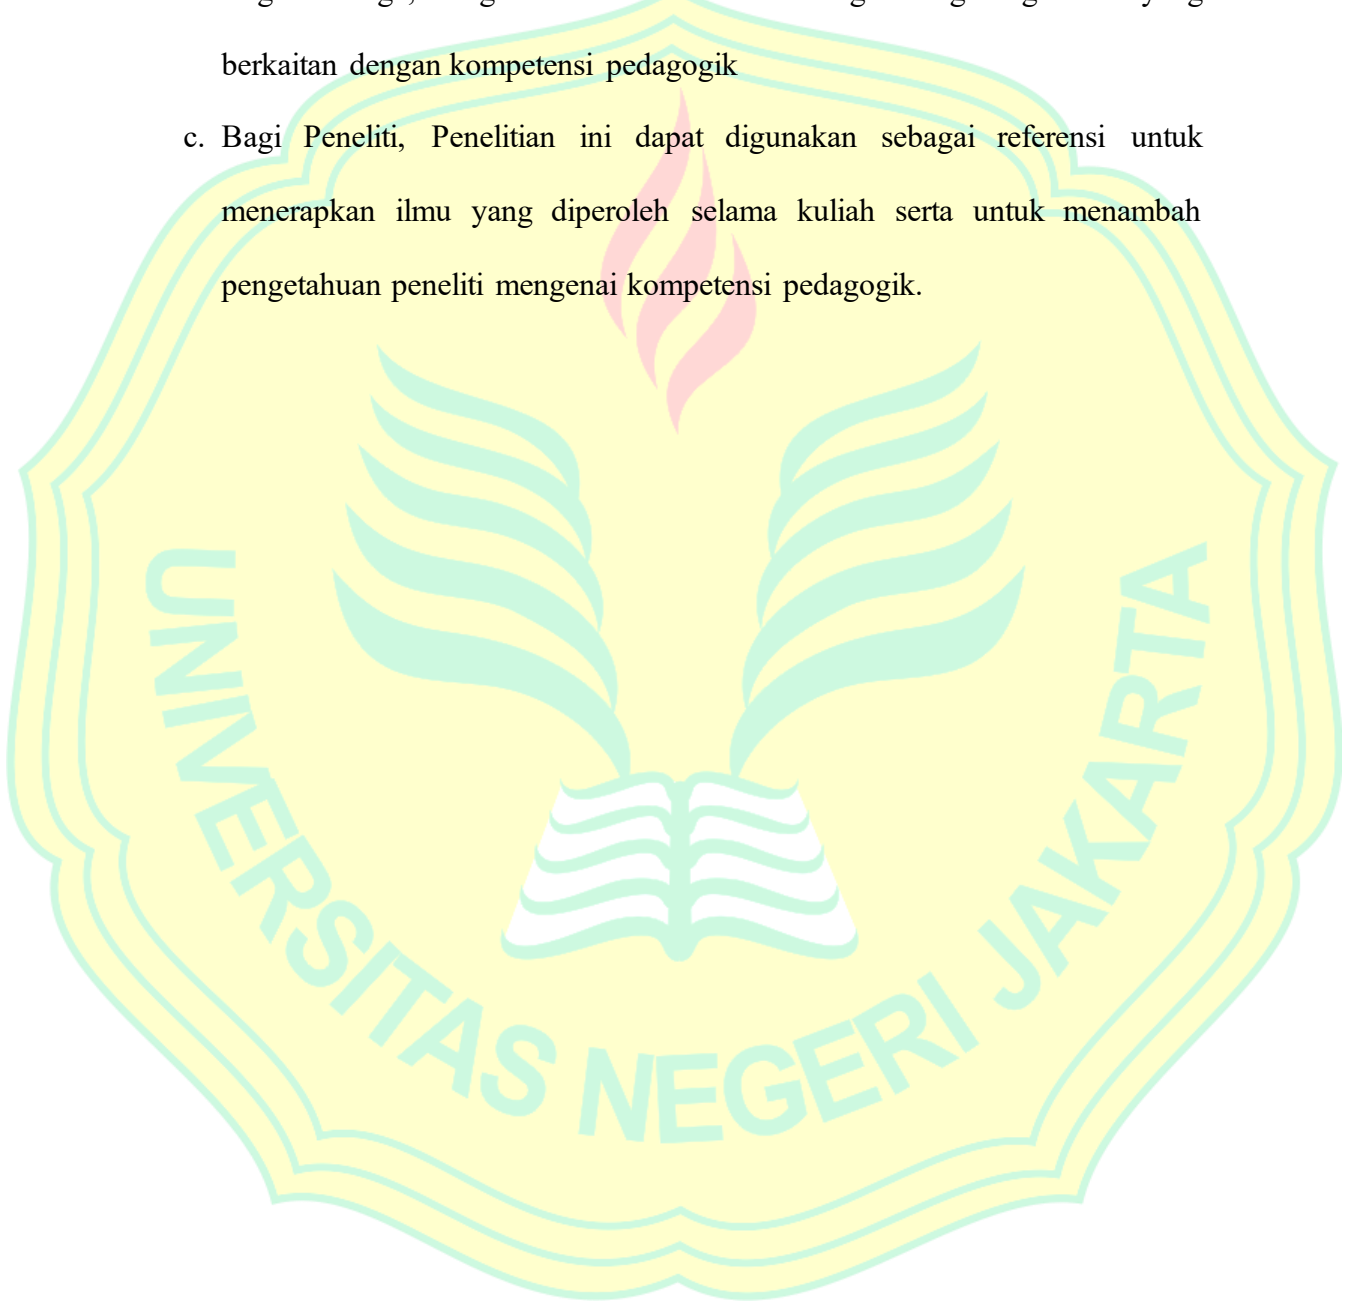 berkaitan dengan kompetensi pedagogik
c. Bagi Peneliti, Penelitian ini dapat digunakan sebagai referensi untuk
menerapkan ilmu yang diperoleh selama kuliah serta untuk menambah
pengetahuan peneliti mengenai kompetensi pedagogik.
UNIVERSITAS NEGERI JAKARTA